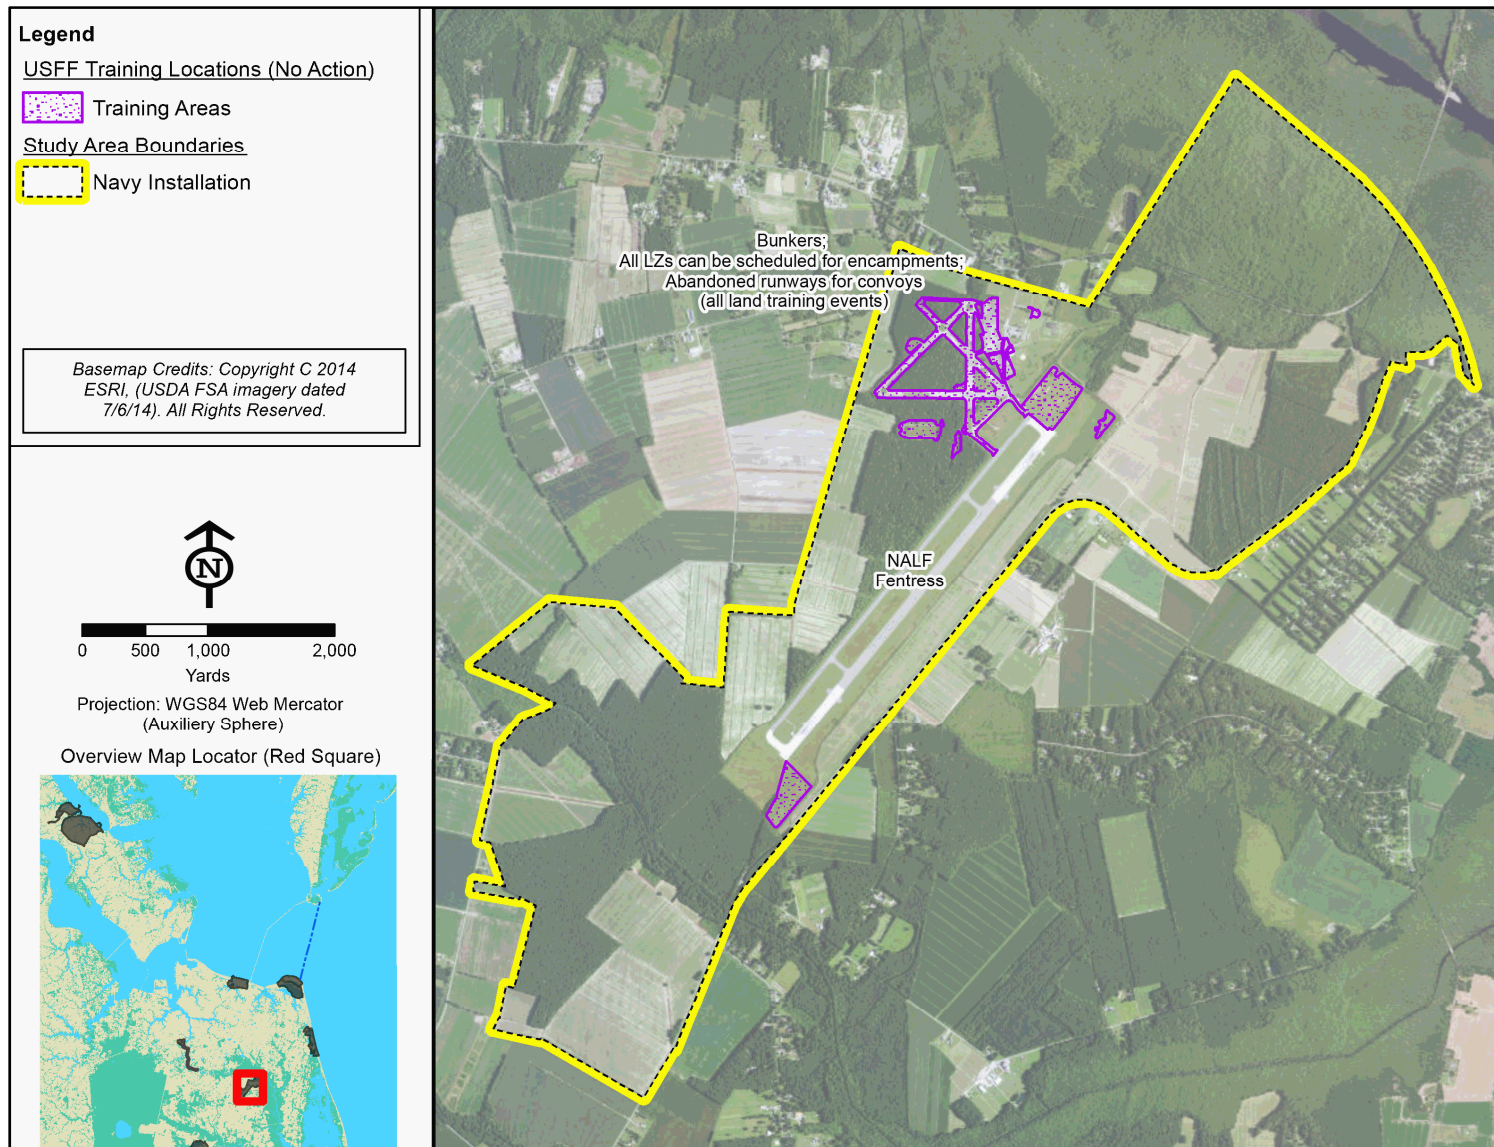 Legend
USFF Training Locations (No Action)
Training Areas
Study Area Boundaries
Navy Installation
Basemap Credits: Copyright C 2014
ESRI, (USDA FSA imagery dated
7/6/14). All Rights Reserved.
N
0 500 1,000 2,000
Yards
Projection: WGS84 Web Mercator
(Auxiliery Sphere)
Overview Map Locator (Red Square)
Bunkers;
All LZs can be scheduled for encampments;
Abandoned runways for convoys
(all land training events)
NALF
Fentress